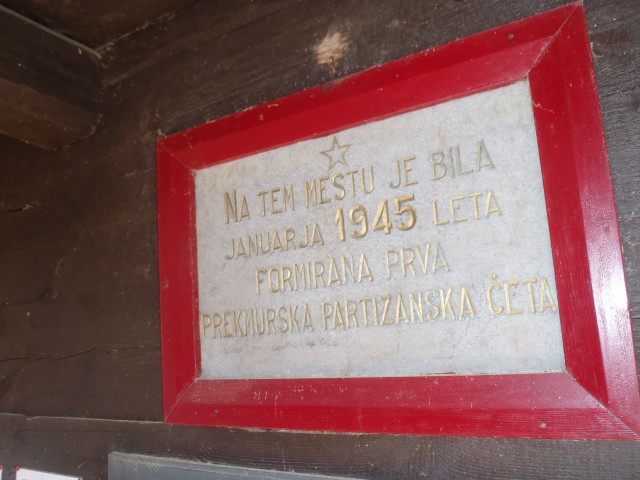 NA TEM MESTU JE BILA
JANUARJA 1945 LETA
FORMIRANA PRVA
PREKMURSKA PARTIZANSKA ČETA